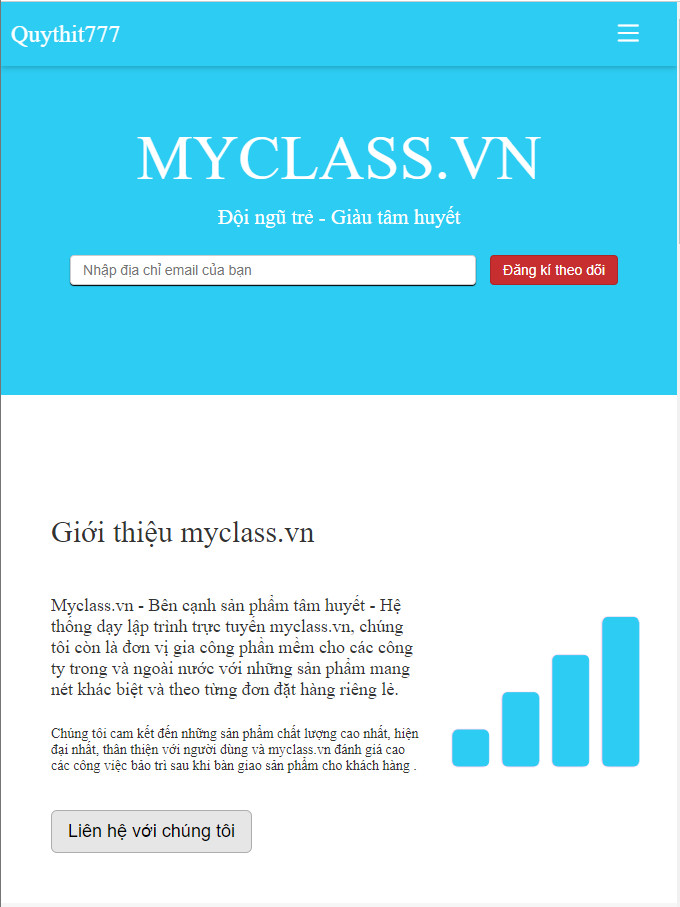 Quythit777
MYCLASS.VN
Đội ngũ trẻ - Giàu tâm huyết
Nhập địa chỉ email của bạn
Đăng kí theo dõi
Giới thiệu myclass.vn
Myclass.vn - Bên cạnh sản phẩm tâm huyết - Hệ
thống dạy lập trình trực tuyến myclass.vn, chúng
tôi còn là đơn vị gia công phần mềm cho các công
ty trong và ngoài nước với những sản phẩm mang
nét khác biệt và theo từng đơn đặt hàng riêng lẻ.
Chúng tôi cam kết đến những sản phẩm chất lượng cao nhất, hiện
đại nhất, thân thiện với người dùng và myclass.vn đánh giá cao
các công việc bảo trì sau khi bàn giao sản phẩm cho khách hàng .
Liên hệ với chúng tôi